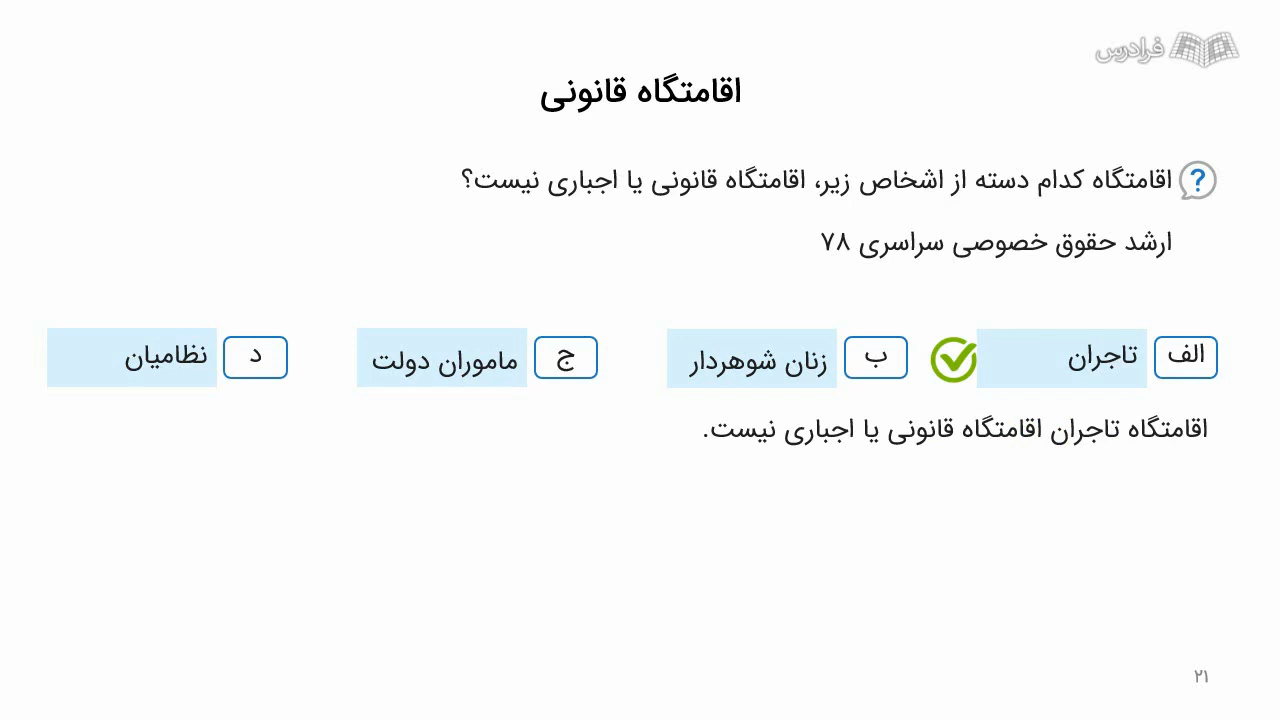 فرادرس
اقامتگاه قانونی
? اقامتگاه کدام دسته از اشخاص زیر، اقامتگاه قانونی یا اجباری نیست؟
ارشد حقوق خصوصی سراسری ۷۸
الف تاجران ب زنان شوهردار ج ماموران دولت د نظامیان
اقامتگاه تاجران اقامتگاه قانونی یا اجباری نیست.
۲۱